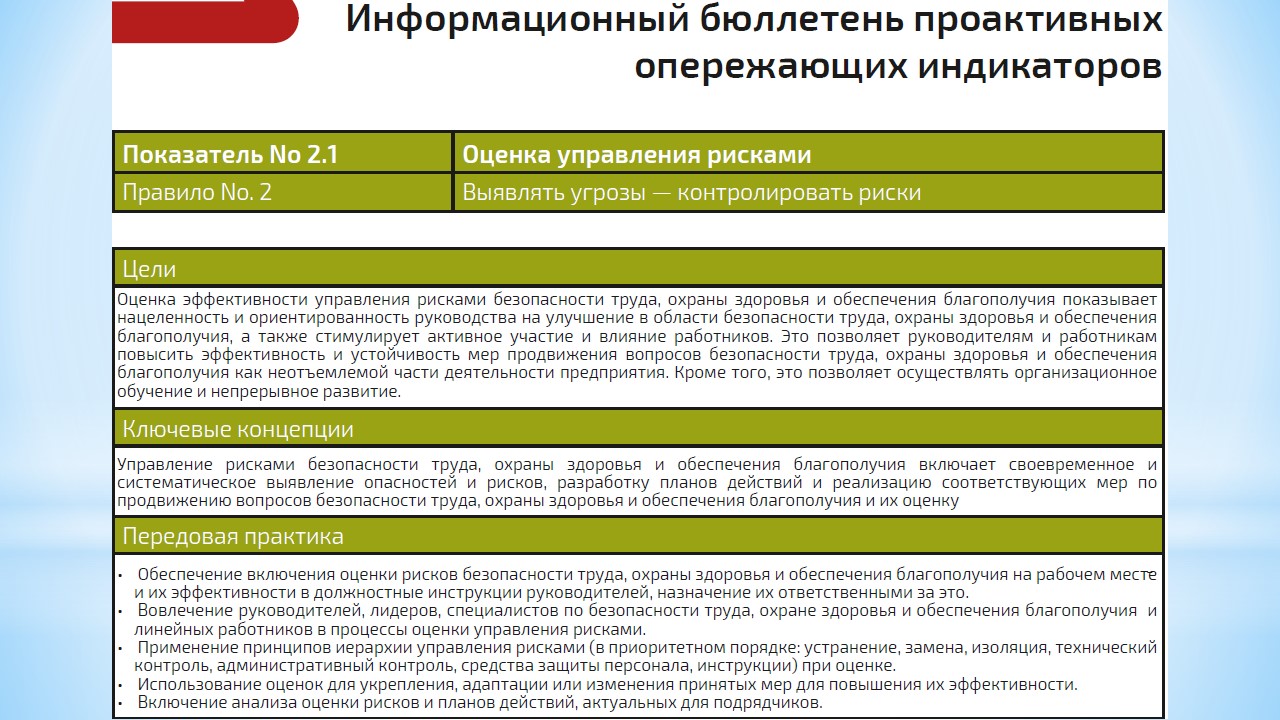 Информационный бюллетень проактивных
опережающих индикаторов
Показатель No 2.1
Оценка управления рисками
Правило No. 2
Выявлять угрозы — контролировать риски
Цели
Оценка эффективности управления рисками безопасности труда, охраны здоровья и обеспечения благополучия показывает
нацеленность и ориентированность руководства на улучшение в области безопасности труда, охраны здоровья и обеспечения
благополучия, а также стимулирует активное участие и влияние работников. Это позволяет руководителям и работникам
повысить эффективность и устойчивость мер продвижения вопросов безопасности труда, охраны здоровья и обеспечения
благополучия как неотъемлемой части деятельности предприятия. Кроме того, это позволяет осуществлять организационное
обучение и непрерывное развитие.
Ключевые концепции
Управление рисками безопасности труда, охраны здоровья и обеспечения благополучия включает своевременное и
систематическое выявление опасностей и рисков, разработку планов действий и реализацию соответствующих мер по
продвижению вопросов безопасности труда, охраны здоровья и обеспечения благополучия и их оценку
Передовая практика
• Обеспечение включения оценки рисков безопасности труда, охраны здоровья и обеспечения благополучия на рабочем месте
и их эффективности в должностные инструкции руководителей, назначение их ответственными за это.
• Вовлечение руководителей, лидеров, специалистов по безопасности труда, охране здоровья и обеспечения благополучия и
линейных работников в процессы оценки управления рисками.
• Применение принципов иерархии управления рисками (в приоритетном порядке: устранение, замена, изоляция, технический
контроль, административный контроль, средства защиты персонала, инструкции) при оценке.
• Использование оценок для укрепления, адаптации или изменения принятых мер для повышения их эффективности.
• Включение анализа оценки рисков и планов действий, актуальных для подрядчиков.